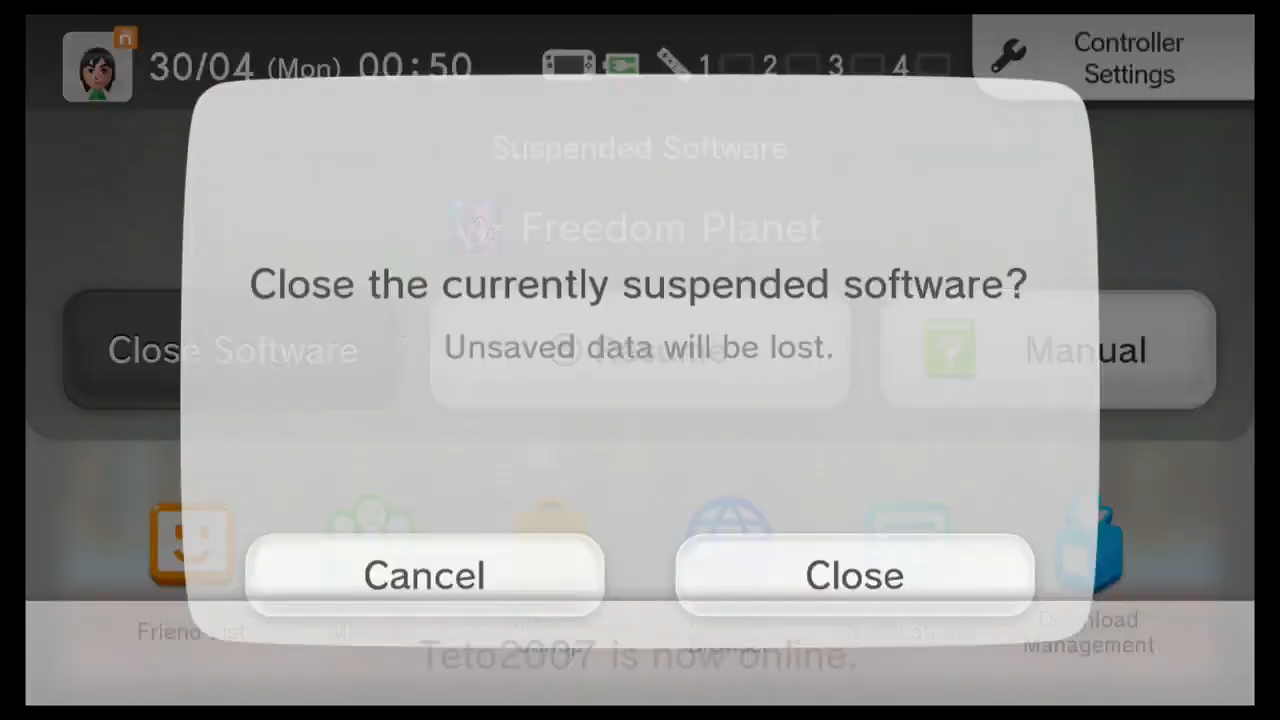 30/04 (Mon) 00:50
1 2 3 4
Controller
Settings
Suspended Software
Freedom Planet
Close the currently suspended software?
Close Software
Unsaved data will be lost.
Resume
Manual
Cancel
Close
Friend List
Download
Management
Teto2007 is now online.